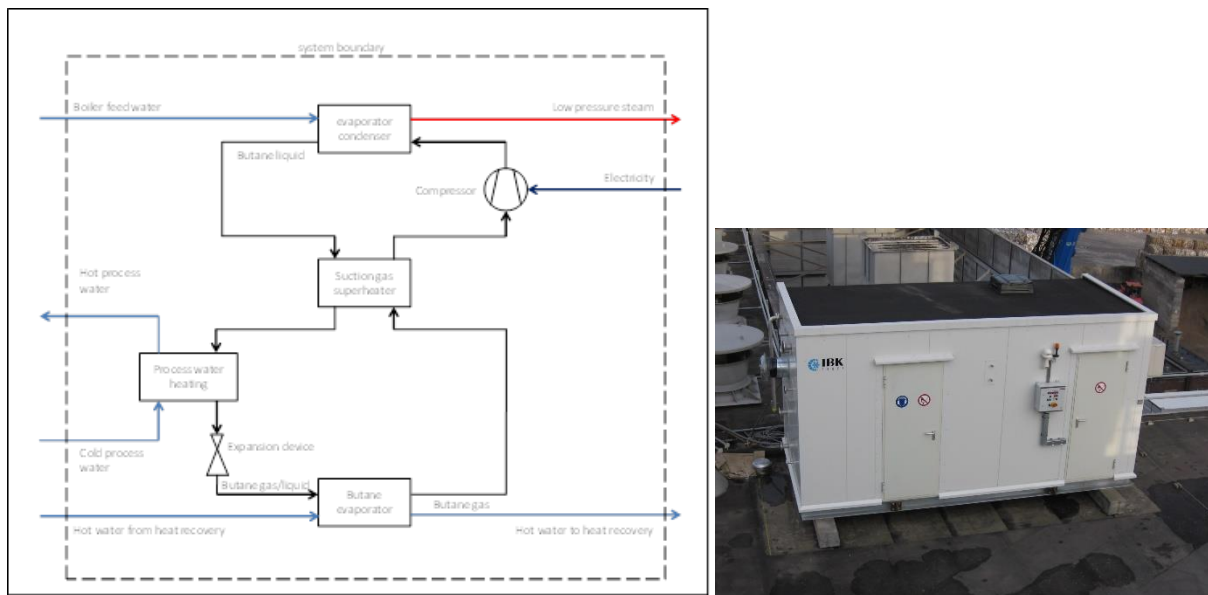 system boundary
Boiler feed water
Low pressure steam
evaporator
condenser
Butane liquid
Compressor
Electricity
Hot process
water
Suction gas
superheater
Process water
heating
Cold process
water
Expansion device
Butane gas/liquid
Butane
evaporator
Butane gas
Hot water from heat recovery
Hot water to heat recovery
IBK